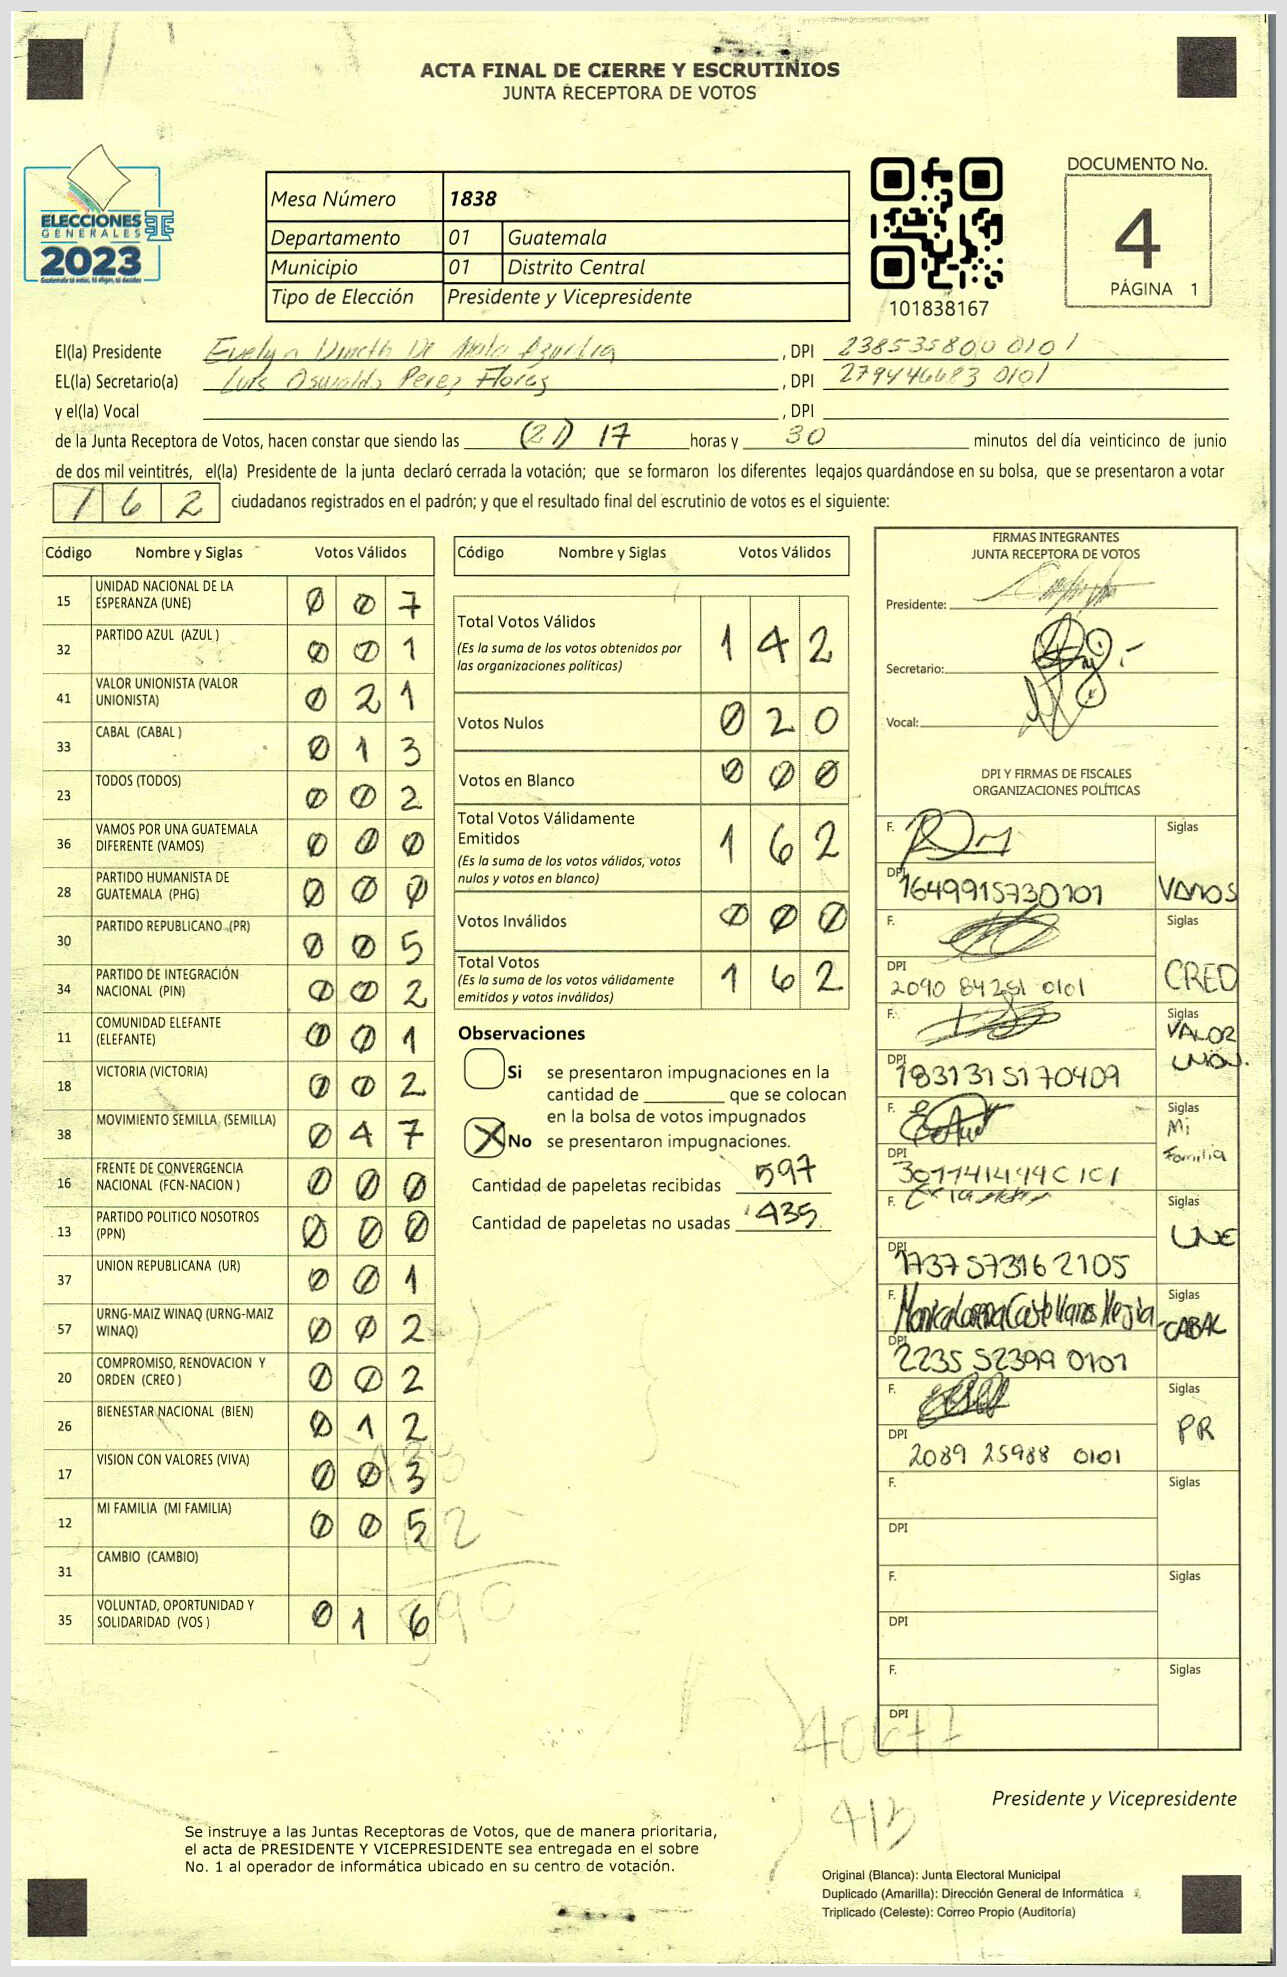 ACTA FINAL DE CIERRE Y ESCRUTINIOS
JUNTA RECEPTORA DE VOTOS
ELECCIONES
GENERALES
2023
Mesa Número 1838
Departamento 01 Guatemala
Municipio 01 Distrito Central
Tipo de Elección Presidente y Vicepresidente
101838167
DOCUMENTO No.
4
PÁGINA 1
El(la) Presidente Evelyn De , DPI 238535800 0101
EL(la) Secretario(a) Luis Oswaldo Perez Flores , DPI 279446683 0101
y el(la) Vocal , DPI
de la Junta Receptora de Votos, hacen constar que siendo las (21) 17 horas y 30 minutos del día veinticinco de junio
de dos mil veintitrés, el(la) Presidente de la junta declaró cerrada la votación; que se formaron los diferentes legajos guardándose en su bolsa, que se presentaron a votar
162 ciudadanos registrados en el padrón; y que el resultado final del escrutinio de votos es el siguiente:
Código Nombre y Siglas Votos Válidos
15 UNIDAD NACIONAL DE LA ESPERANZA (UNE) 0 0 7
32 PARTIDO AZUL (AZUL ) 0 0 1
41 VALOR UNIONISTA (VALOR UNIONISTA) 0 2 1
33 CABAL (CABAL ) 0 1 3
23 TODOS (TODOS) 0 0 2
36 VAMOS POR UNA GUATEMALA DIFERENTE (VAMOS) 0 0 0
28 PARTIDO HUMANISTA DE GUATEMALA (PHG) 0 0 0
30 PARTIDO REPUBLICANO (PR) 0 0 5
34 PARTIDO DE INTEGRACIÓN NACIONAL (PIN) 0 0 2
11 COMUNIDAD ELEFANTE (ELEFANTE) 0 0 1
18 VICTORIA (VICTORIA) 0 0 2
38 MOVIMIENTO SEMILLA (SEMILLA) 0 4 7
16 FRENTE DE CONVERGENCIA NACIONAL (FCN-NACION ) 0 0 0
13 PARTIDO POLITICO NOSOTROS (PPN) 0 0 0
37 UNION REPUBLICANA (UR) 0 0 1
57 URNG-MAIZ WINAQ (URNG-MAIZ WINAQ) 0 0 2
20 COMPROMISO, RENOVACION Y ORDEN (CREO ) 0 0 2
26 BIENESTAR NACIONAL (BIEN) 0 1 2
17 VISION CON VALORES (VIVA) 0 0 3
12 MI FAMILIA (MI FAMILIA) 0 0 5
31 CAMBIO (CAMBIO)
35 VOLUNTAD, OPORTUNIDAD Y SOLIDARIDAD (VOS ) 0 1 6
Código Nombre y Siglas Votos Válidos
Total Votos Válidos 1 4 2
(Es la suma de los votos obtenidos por
las organizaciones políticas)
Votos Nulos 0 2 0
Votos en Blanco 0 0 0
Total Votos Válidamente
Emitidos 1 6 2
(Es la suma de los votos válidos, votos
nulos y votos en blanco)
Votos Inválidos 0 0 0
Total Votos 1 6 2
(Es la suma de los votos válidamente
emitidos y votos inválidos)
Observaciones
Si se presentaron impugnaciones en la
cantidad de ________ que se colocan
en la bolsa de votos impugnados
No se presentaron impugnaciones.
Cantidad de papeletas recibidas 597
Cantidad de papeletas no usadas 435
FIRMAS INTEGRANTES
JUNTA RECEPTORA DE VOTOS
Presidente:
Secretario:
Vocal:
DPI Y FIRMAS DE FISCALES
ORGANIZACIONES POLÍTICAS
F. Siglas
DPI 1649915730101 VAMOS
F. Siglas
DPI 2090 84251 0101 CREO
F. Siglas
DPI 1831315170409 VALOR UNION.
F. Siglas
DPI Mi Familia
F. Siglas
DPI 1737573162105 UNE
F. Monica Lorena Castellanos Mejia Siglas
DPI 2235 52399 0101 CABAL
F. Siglas
DPI 2089 25988 0101 PR
F. Siglas
DPI
F. Siglas
DPI
F. Siglas
DPI
413
Presidente y Vicepresidente
Se instruye a las Juntas Receptoras de Votos, que de manera prioritaria,
el acta de PRESIDENTE Y VICEPRESIDENTE sea entregada en el sobre
No. 1 al operador de informática ubicado en su centro de votación.
Original (Blanca): Junta Electoral Municipal
Duplicado (Amarilla): Dirección General de Informática
Triplicado (Celeste): Correo Propio (Auditoría)